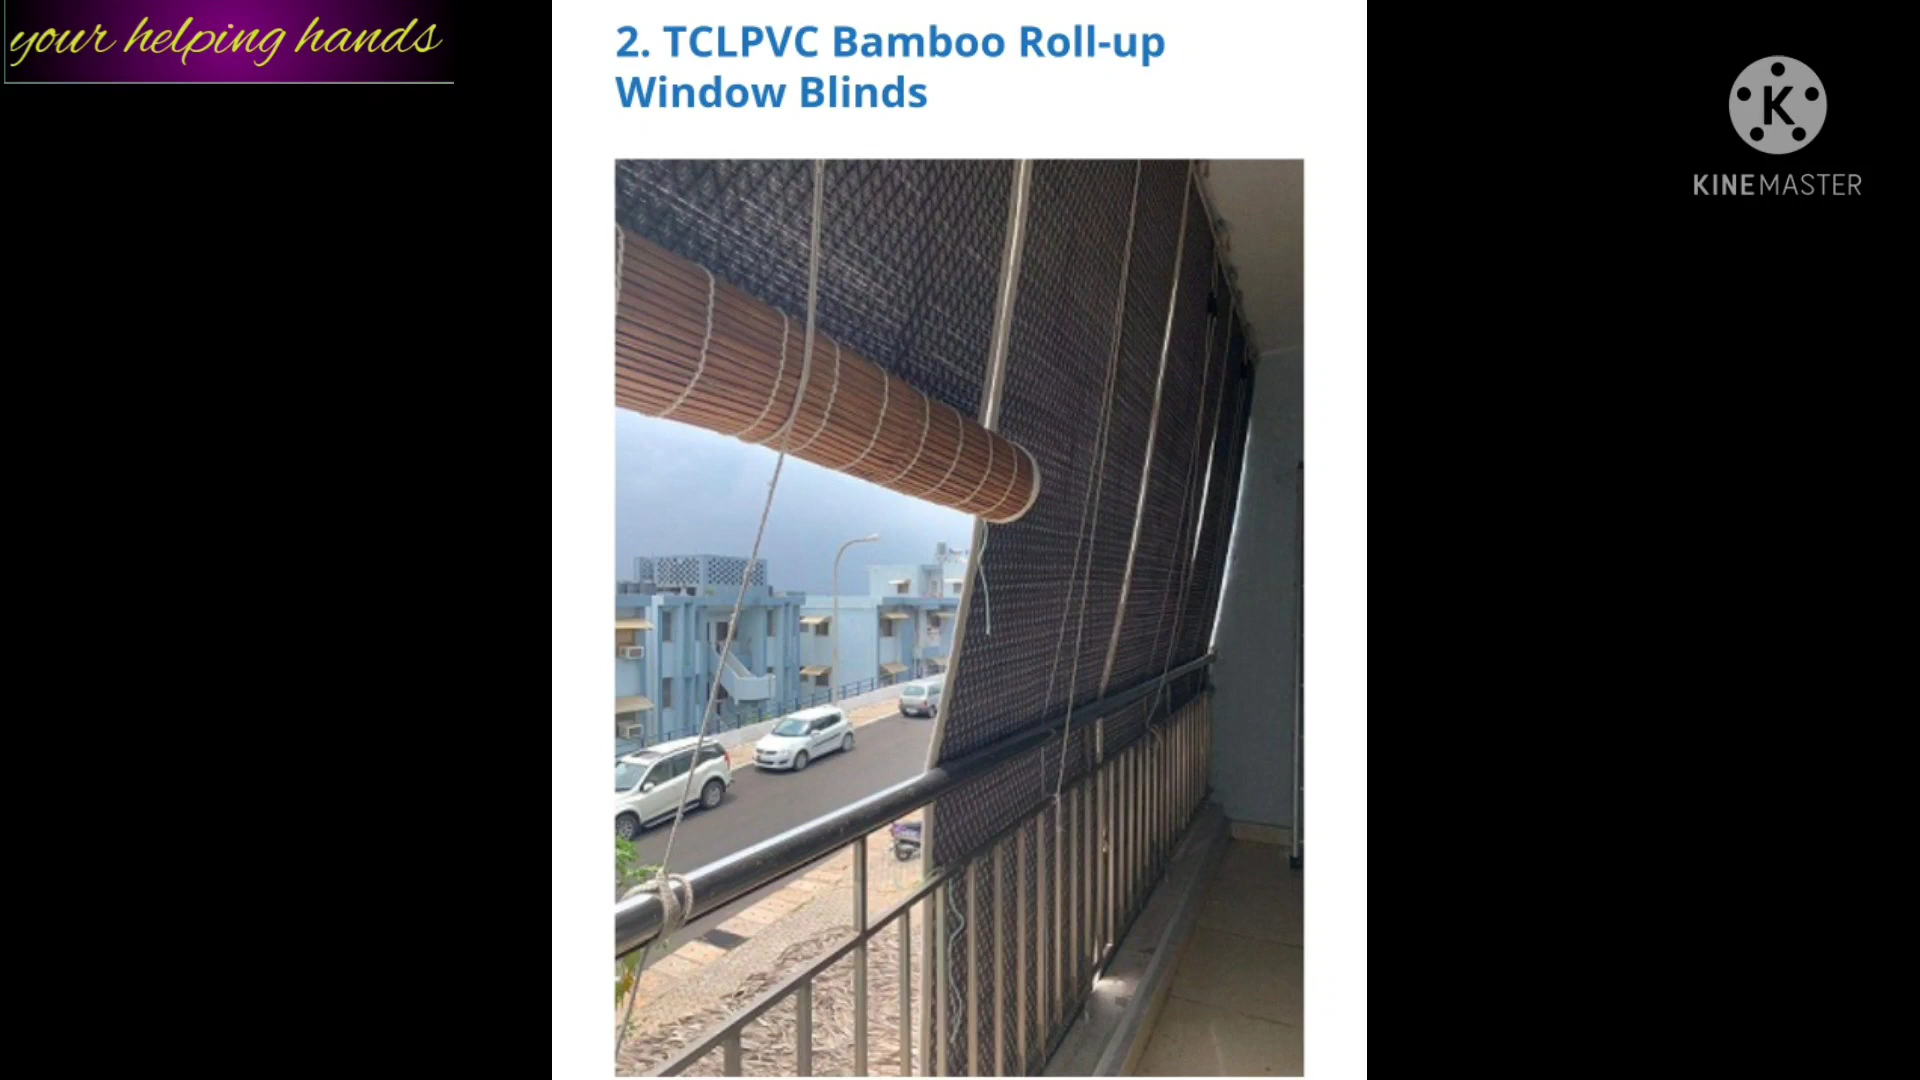 your helping hands
2. TCLPVC Bamboo Roll-up
Window Blinds
K
KINEMASTER